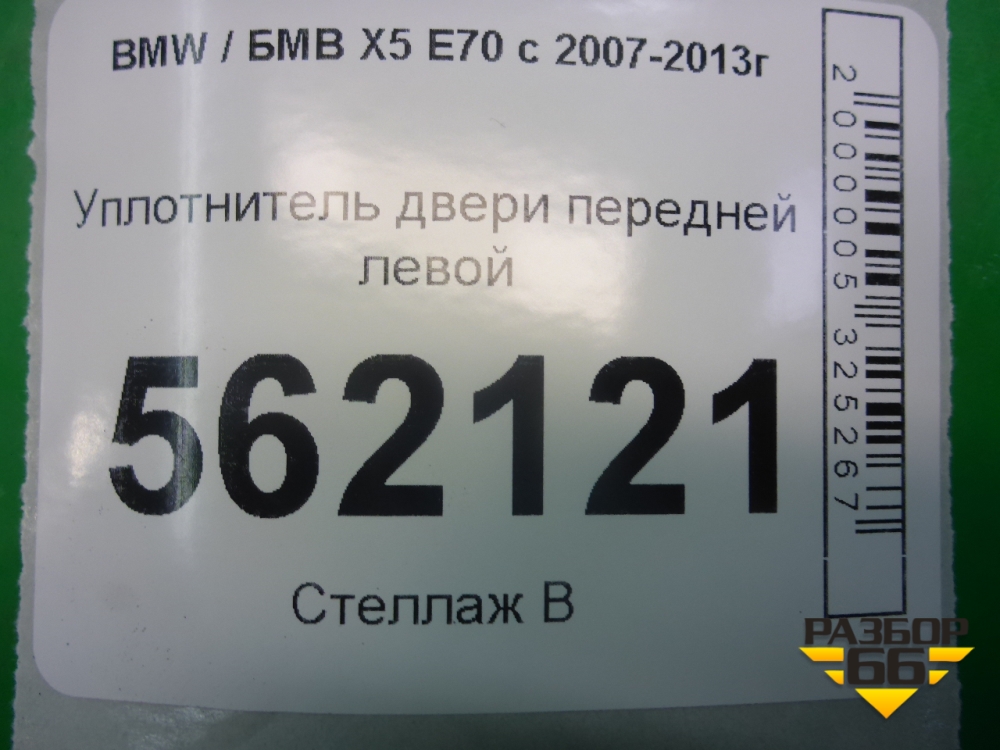 BMW / БМВ X5 E70 с 2007-2013г
Уплотнитель двери передней
левой
562121
Стеллаж В
2000005325267
РАЗБОР
66